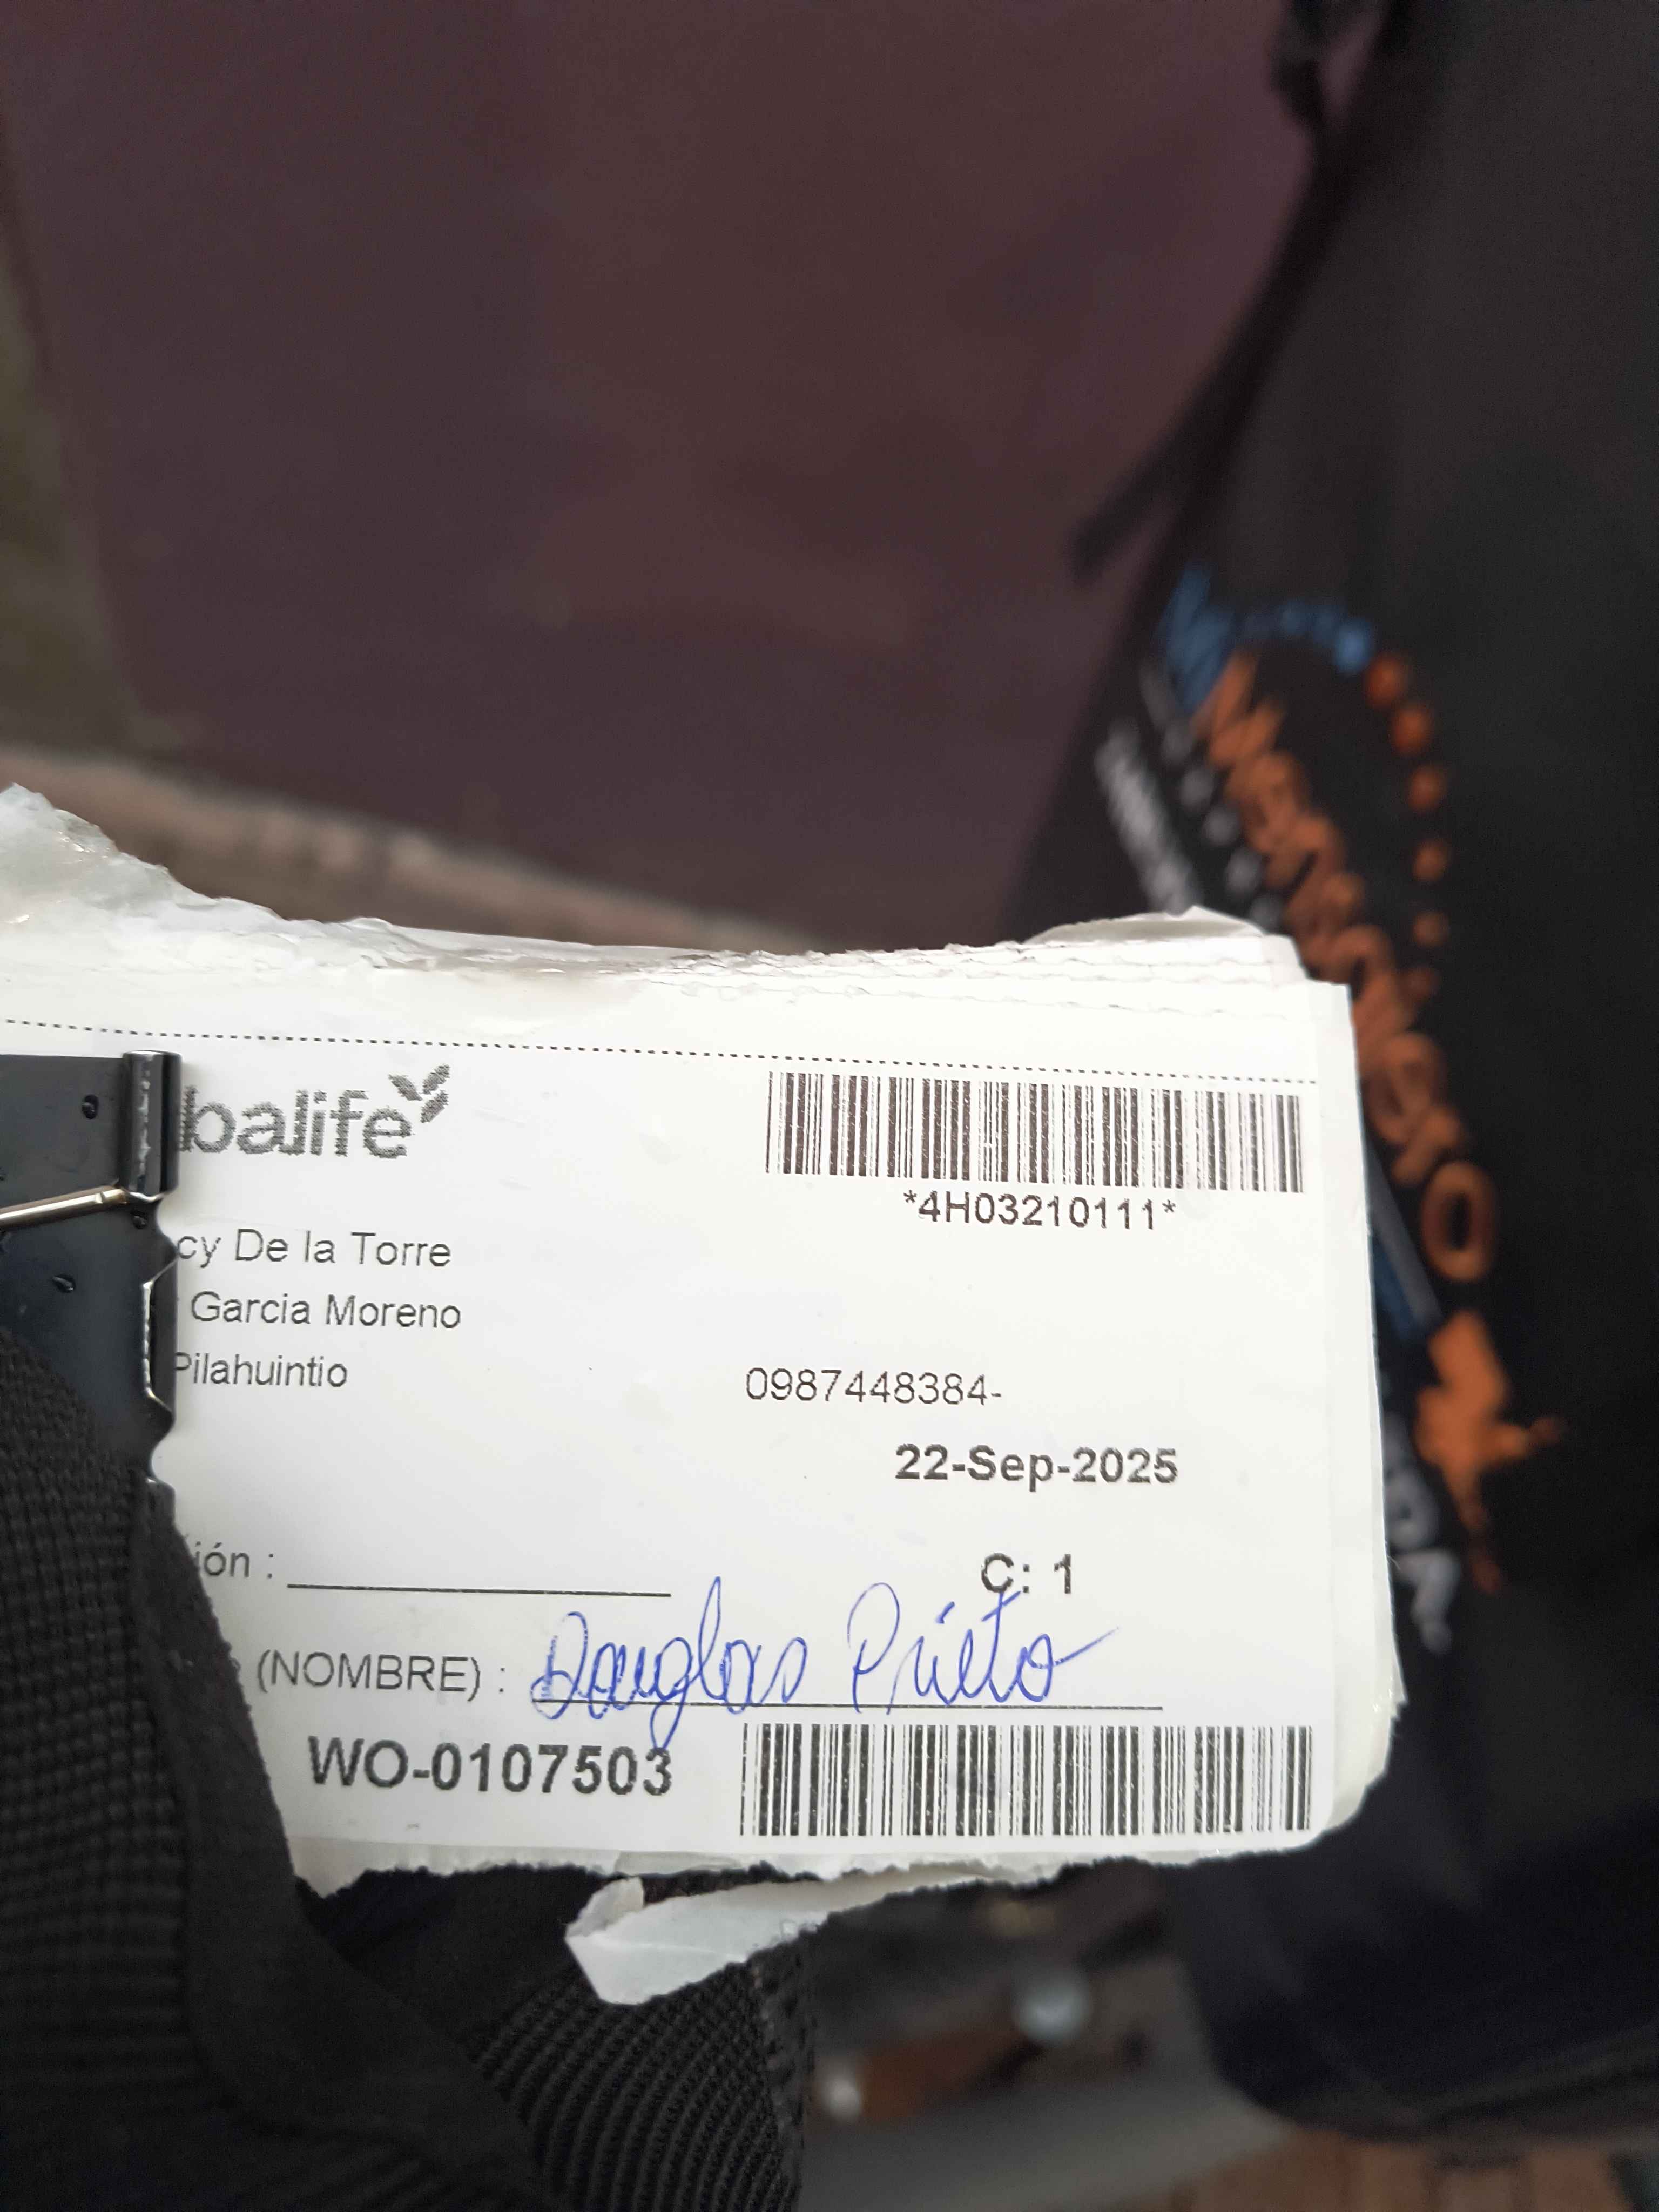 balife
*4H03210111*
cy De la Torre
Garcia Moreno
Pilahuintio
0987448384-
22-Sep-2025
ión :
C: 1
(NOMBRE) : Douglas Prieto
WO-0107503